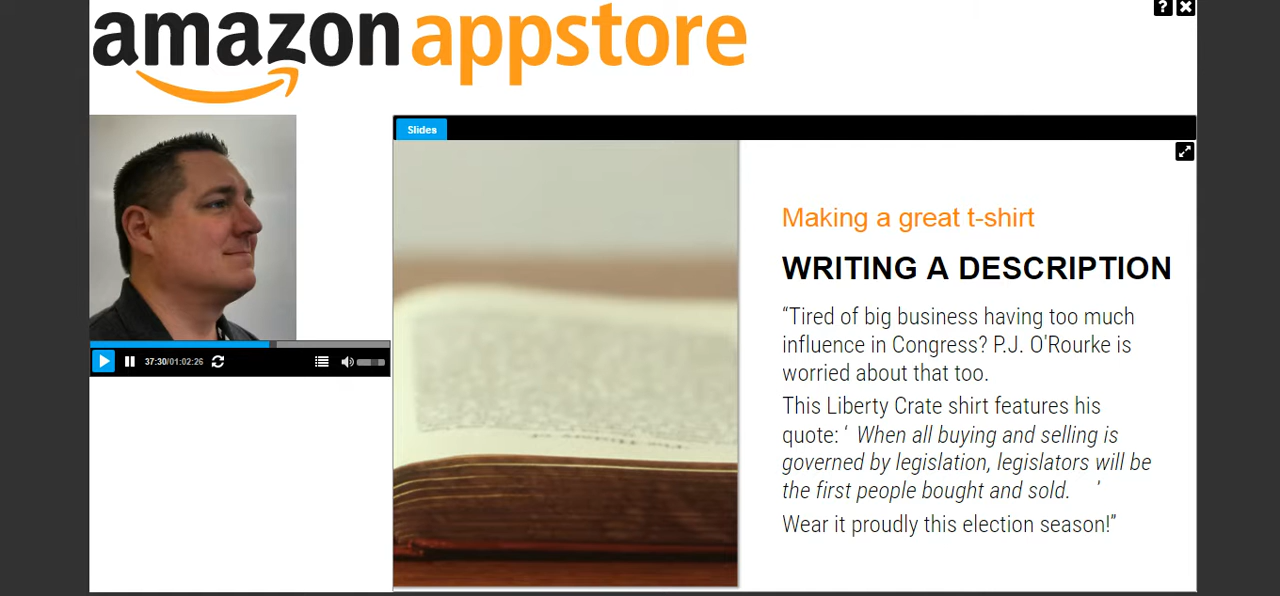 amazon appstore
? ×
Slides
Making a great t-shirt
WRITING A DESCRIPTION
“Tired of big business having too much
influence in Congress? P.J. O'Rourke is
worried about that too.
This Liberty Crate shirt features his
quote: ‘ When all buying and selling is
governed by legislation, legislators will be
the first people bought and sold. ’
Wear it proudly this election season!”
37:30/01:02:26